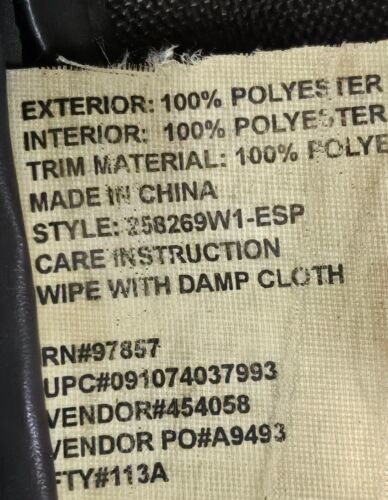 EXTERIOR: 100% POLYESTER
INTERIOR: 100% POLYESTER
TRIM MATERIAL: 100% POLYE
MADE IN CHINA
STYLE: 258269W1-ESP
CARE INSTRUCTION
WIPE WITH DAMP CLOTH
RN#97857
UPC#091074037993
VENDOR#454058
VENDOR PO#A9493
FTY#113A